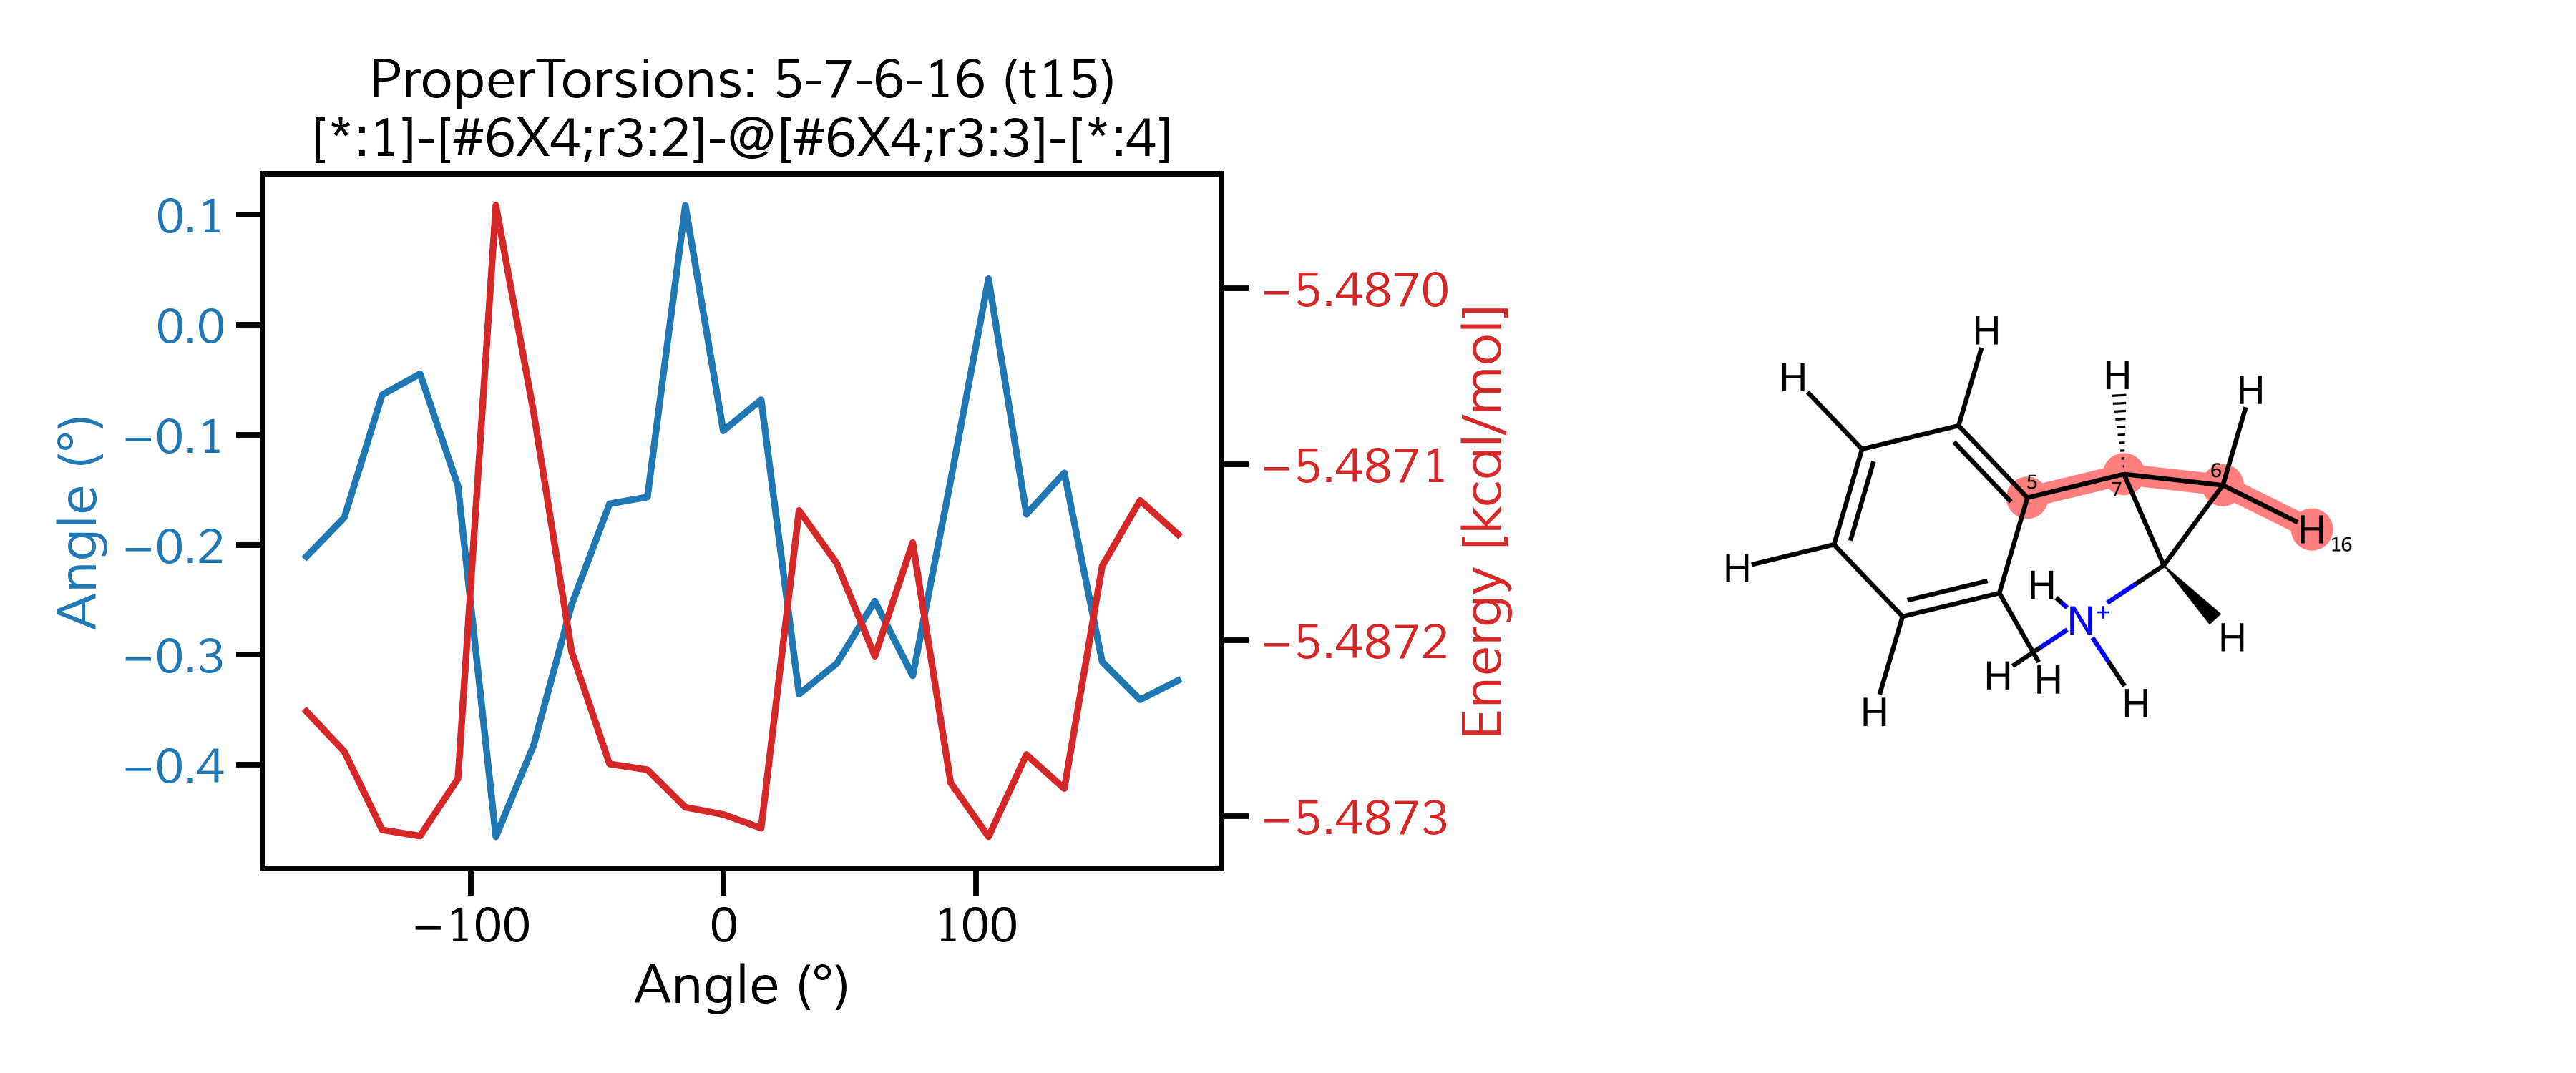 ProperTorsions: 5-7-6-16 (t15)
[*:1]-[#6X4;r3:2]-@[#6X4;r3:3]-[*:4]
0.1
0.0
−0.1
−0.2
−0.3
−0.4
Angle (°)
−5.4870
−5.4871
−5.4872
−5.4873
Energy [kcal/mol]
−100
0
100
Angle (°)
H
H
H
H
5
7
6
H
16
H
H
N+
H
H
H
H
H